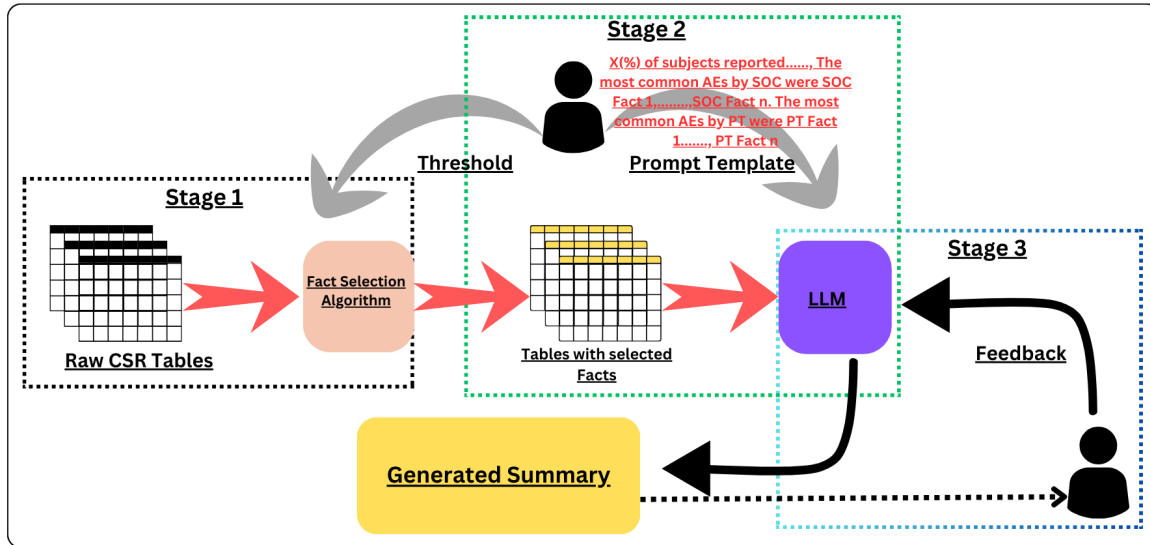 Stage 2
X(%) of subjects reported......, The
most common AEs by SOC were SOC
Fact 1,........,SOC Fact n. The most
common AEs by PT were PT Fact
1......., PT Fact n
Threshold
Prompt Template
Stage 1
Stage 3
Fact Selection
Algorithm
LLM
Raw CSR Tables
Tables with selected
Facts
Feedback
Generated Summary